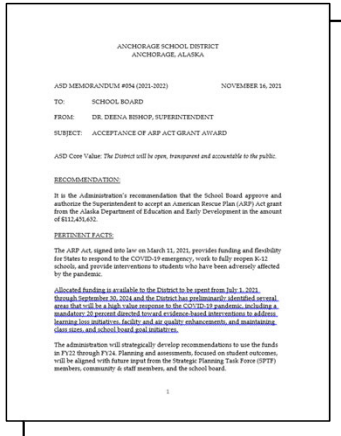 ANCHORAGE SCHOOL DISTRICT
ANCHORAGE, ALASKA
ASD MEMORANDUM #054 (2021-2022) NOVEMBER 16, 2021
TO: SCHOOL BOARD
FROM: DR. DEENA BISHOP, SUPERINTENDENT
SUBJECT: ACCEPTANCE OF ARP ACT GRANT AWARD
ASD Core Value: The District will be open, transparent and accountable to the public.
RECOMMENDATION:
It is the Administration's recommendation that the School Board approve and
authorize the Superintendent to accept an American Rescue Plan (ARP) Act grant
from the Alaska Department of Education and Early Development in the amount
of $112,451,632.
PERTINENT FACTS:
The ARP Act, signed into law on March 11, 2021, provides funding and flexibility
for States to respond to the COVID-19 emergency, work to fully reopen K-12
schools, and provide interventions to students who have been adversely affected
by the pandemic.
Allocated funding is available to the District to be spent from July 1, 2021
through September 30, 2024 and the District has preliminarily identified several
areas that will be a high value response to the COVID-19 pandemic, including a
mandatory 20 percent directed toward evidence-based interventions to address
learning loss initiatives, facility and air quality enhancements, and maintaining
class sizes, and school board goal initiatives.
The administration will strategically develop recommendations to use the funds
in FY22 through FY24. Planning and assessments, focused on student outcomes,
will be aligned with future input from the Strategic Planning Task Force (SPTF)
members, community & staff members, and the school board.
1